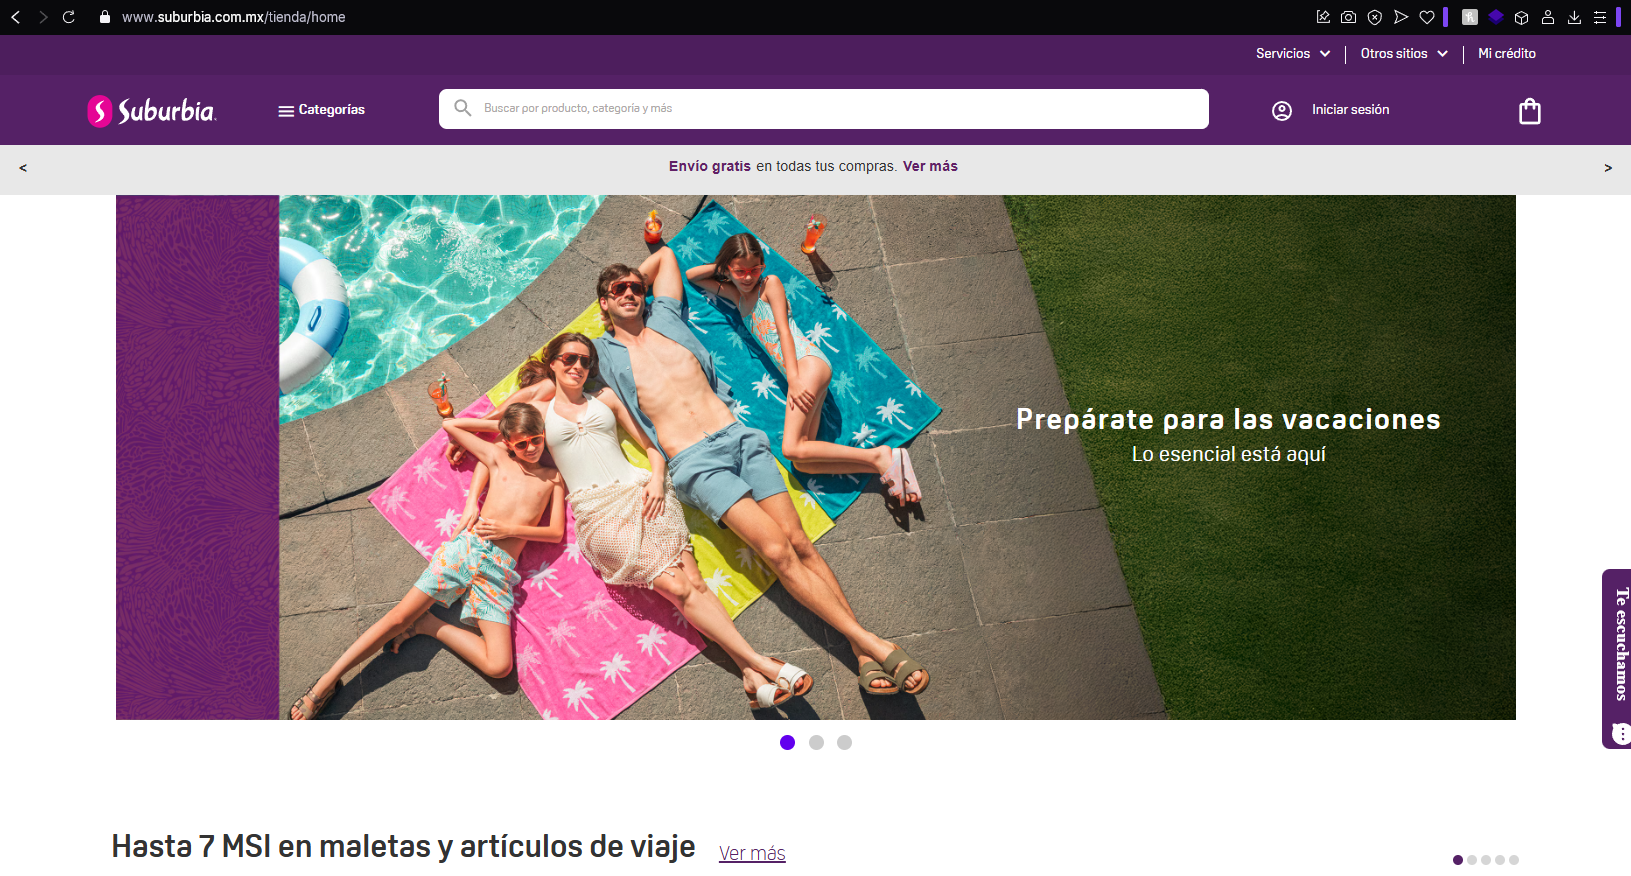 www.suburbia.com.mx/tienda/home
Servicios
Otros sitios
Mi crédito
Suburbia
Categorías
Buscar por producto, categoría y más
Iniciar sesión
<
Envío gratis en todas tus compras. Ver más
>
Prepárate para las vacaciones
Lo esencial está aquí
Te escuchamos
Hasta 7 MSI en maletas y artículos de viaje
Ver más